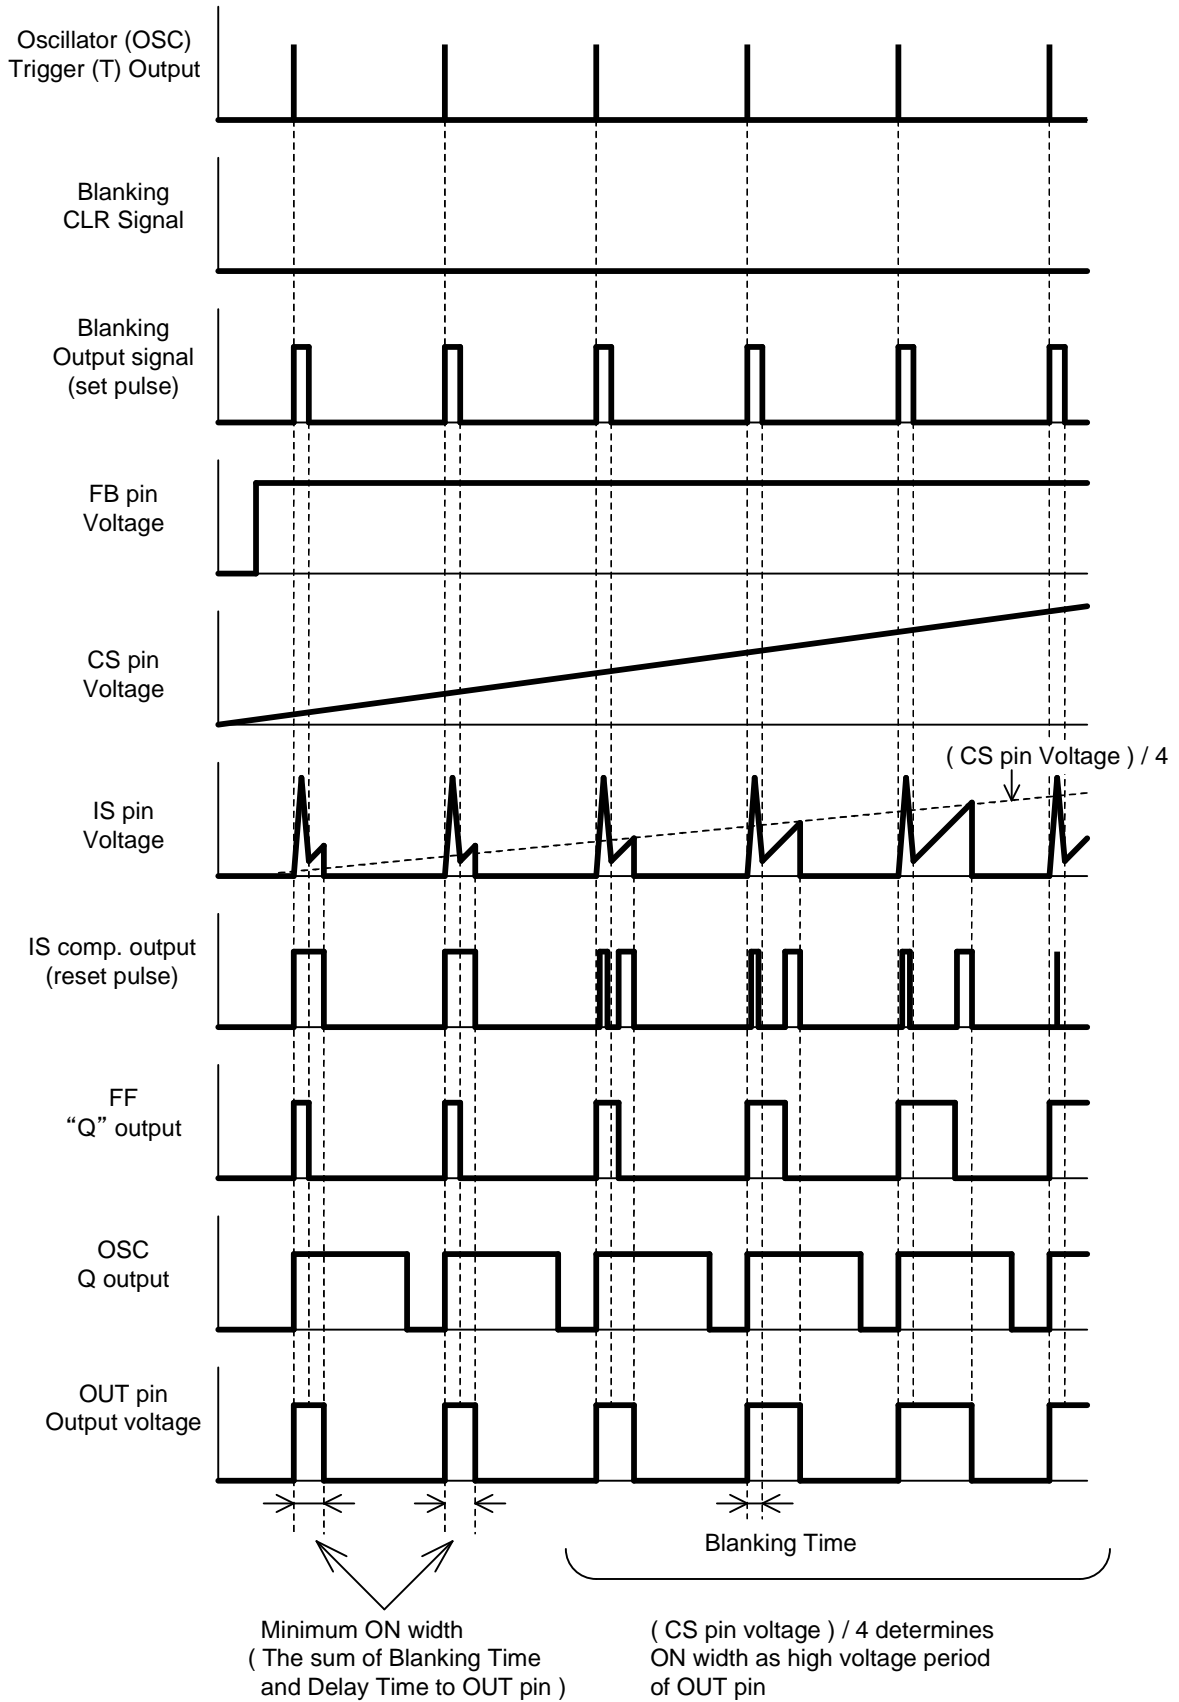 Oscillator (OSC)
Trigger (T) Output
Blanking
CLR Signal
Blanking
Output signal
(set pulse)
FB pin
Voltage
CS pin
Voltage
( CS pin Voltage ) / 4
IS pin
Voltage
IS comp. output
(reset pulse)
FF
“Q” output
OSC
Q output
OUT pin
Output voltage
Blanking Time
Minimum ON width
( The sum of Blanking Time
and Delay Time to OUT pin )
( CS pin voltage ) / 4 determines
ON width as high voltage period
of OUT pin